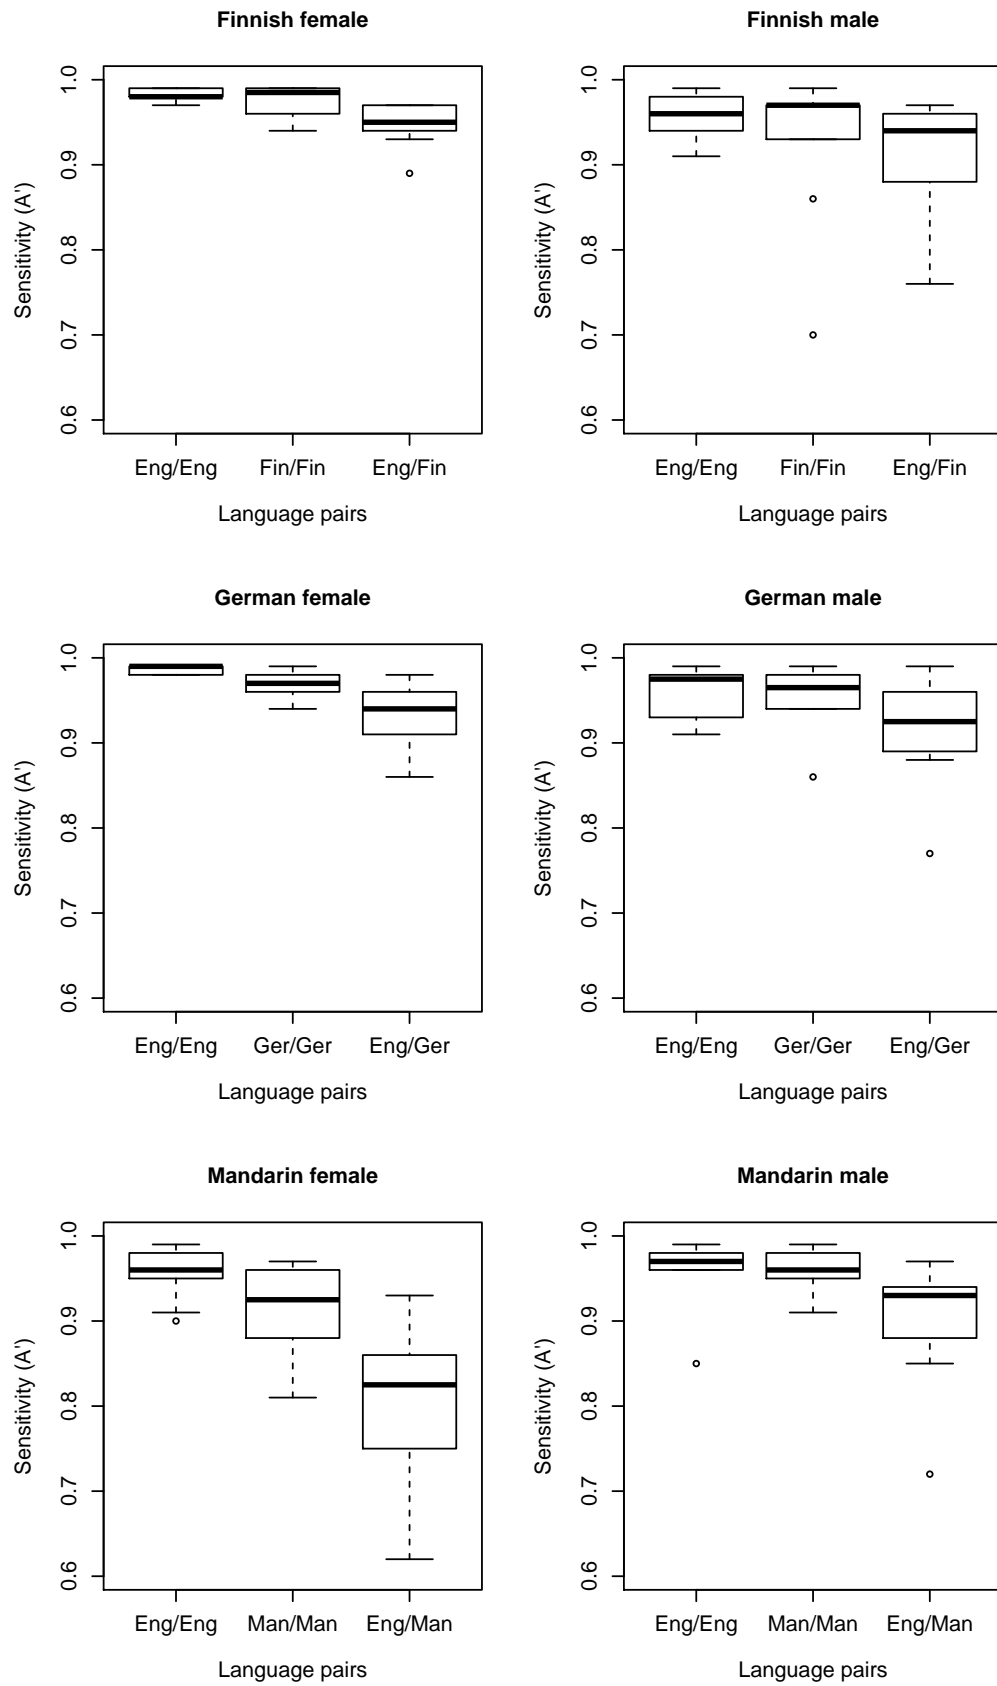 Finnish female
Sensitivity (A')
1.0
0.9
0.8
0.7
0.6
Eng/Eng Fin/Fin Eng/Fin
Language pairs
Finnish male
Sensitivity (A')
1.0
0.9
0.8
0.7
0.6
Eng/Eng Fin/Fin Eng/Fin
Language pairs
German female
Sensitivity (A')
1.0
0.9
0.8
0.7
0.6
Eng/Eng Ger/Ger Eng/Ger
Language pairs
German male
Sensitivity (A')
1.0
0.9
0.8
0.7
0.6
Eng/Eng Ger/Ger Eng/Ger
Language pairs
Mandarin female
Sensitivity (A')
1.0
0.9
0.8
0.7
0.6
Eng/Eng Man/Man Eng/Man
Language pairs
Mandarin male
Sensitivity (A')
1.0
0.9
0.8
0.7
0.6
Eng/Eng Man/Man Eng/Man
Language pairs